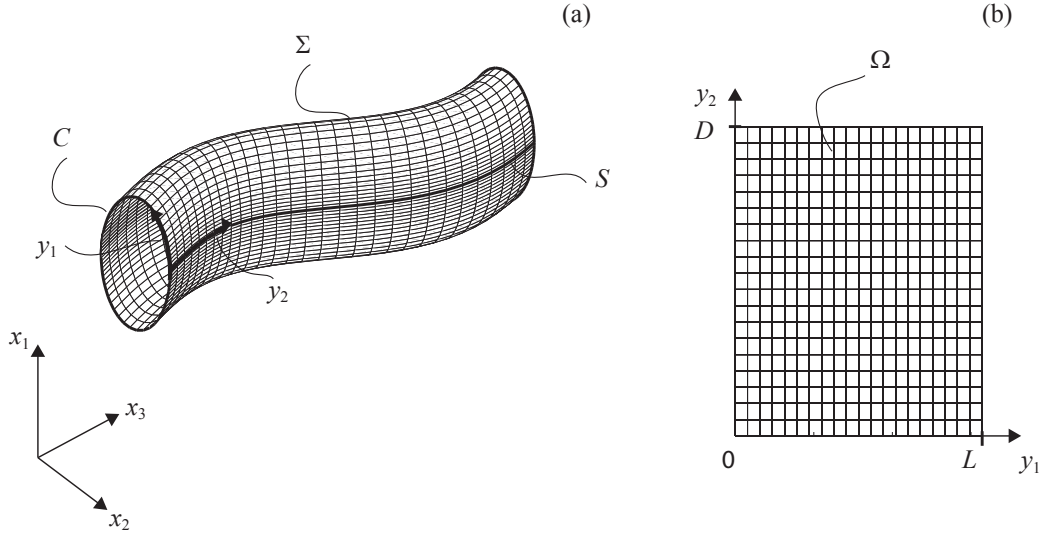 (a)
Σ
C
S
y₁
y₂
x₁
x₃
x₂
(b)
Ω
y₂
D
0
L
y₁